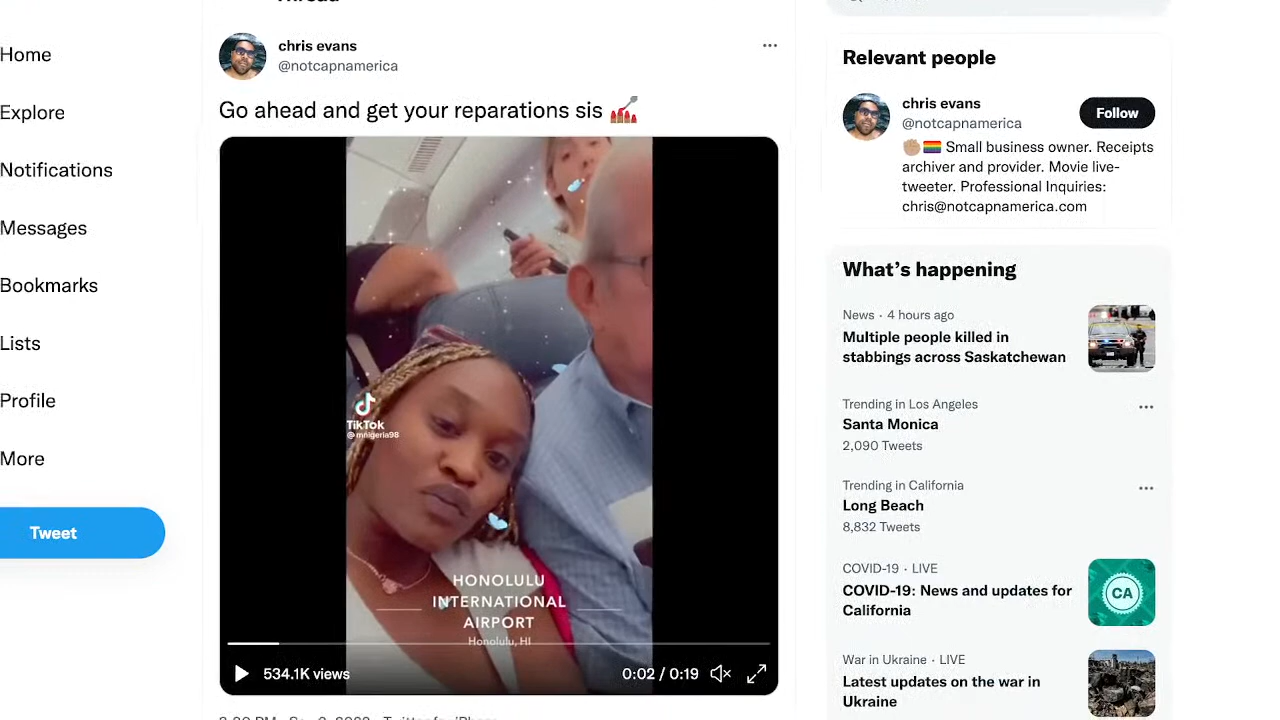 Home
Explore
Notifications
Messages
Bookmarks
Lists
Profile
More
Tweet
Thread
chris evans
@notcapnamerica
Go ahead and get your reparations sis
TikTok
@mnigeria98
HONOLULU
INTERNATIONAL
AIRPORT
Honolulu, HI
534.1K views
0:02 / 0:19
Relevant people
chris evans
@notcapnamerica
Follow
Small business owner. Receipts
archiver and provider. Movie live-
tweeter. Professional Inquiries:
chris@notcapnamerica.com
What's happening
News · 4 hours ago
Multiple people killed in
stabbings across Saskatchewan
Trending in Los Angeles
Santa Monica
2,090 Tweets
Trending in California
Long Beach
8,832 Tweets
COVID-19 · LIVE
COVID-19: News and updates for
California
CA
War in Ukraine · LIVE
Latest updates on the war in
Ukraine